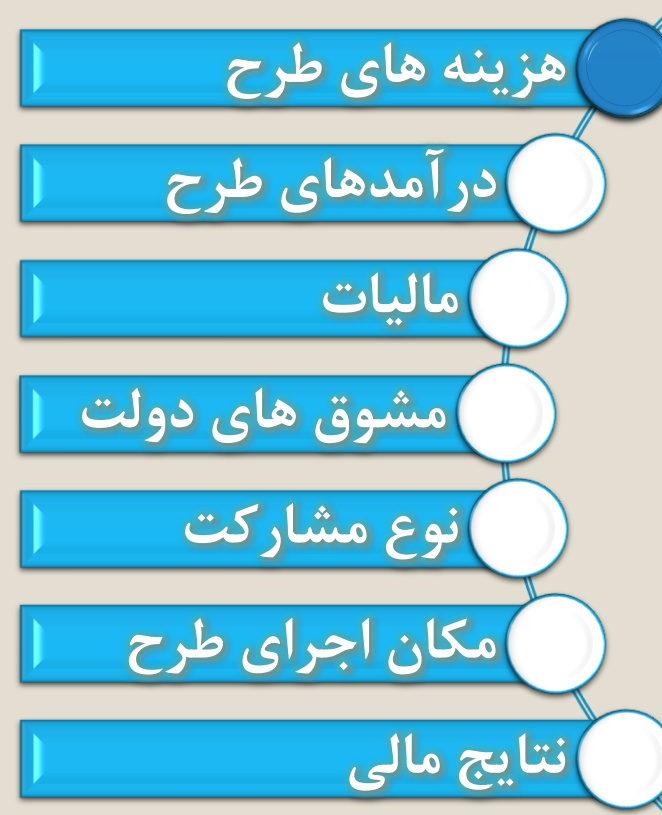 هزینه های طرح
درآمدهای طرح
مالیات
مشوق های دولت
نوع مشارکت
مکان اجرای طرح
نتایج مالی